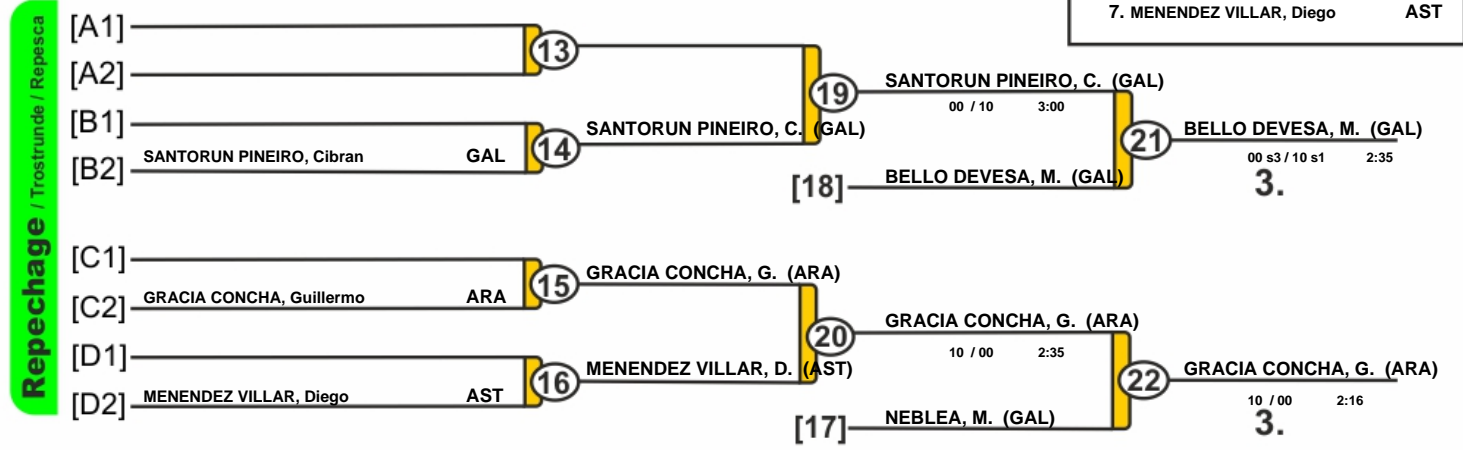 7. MENENDEZ VILLAR, Diego AST
Repechage / Trostrunde / Repesca
[A1]
13
[A2]
19
SANTORUN PINEIRO, C. (GAL)
00 / 10 3:00
[B1]
14
SANTORUN PINEIRO, C. (GAL)
[B2] SANTORUN PINEIRO, Cibran GAL
21
BELLO DEVESA, M. (GAL)
00 s3 / 10 s1 2:35
3.
[18] BELLO DEVESA, M. (GAL)
[C1]
15
GRACIA CONCHA, G. (ARA)
[C2] GRACIA CONCHA, Guillermo ARA
20
GRACIA CONCHA, G. (ARA)
10 / 00 2:35
[D1]
16
MENENDEZ VILLAR, D. (AST)
[D2] MENENDEZ VILLAR, Diego AST
22
GRACIA CONCHA, G. (ARA)
10 / 00 2:16
3.
[17] NEBLEA, M. (GAL)